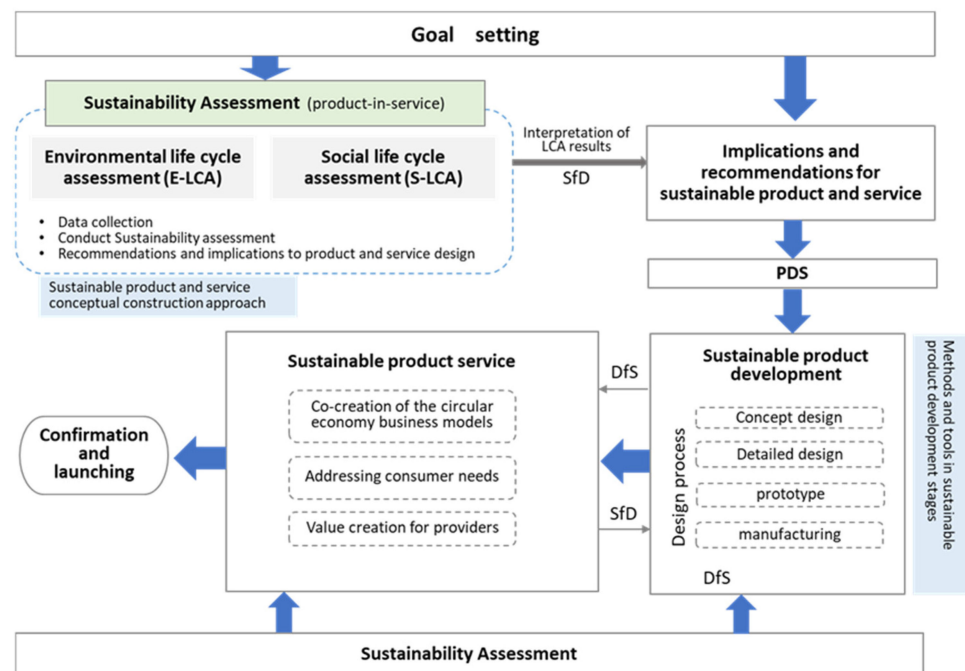 Goal setting
Sustainability Assessment (product-in-service)
Environmental life cycle
assessment (E-LCA)
Social life cycle
assessment (S-LCA)
• Data collection
• Conduct Sustainability assessment
• Recommendations and implications to product and service design
Sustainable product and service
conceptual construction approach
Interpretation of
LCA results
SfD
Implications and
recommendations for
sustainable product and service
PDS
Sustainable product
development
Design process
Concept design
Detailed design
prototype
manufacturing
DfS
Methods and tools in sustainable
product development stages
DfS
SfD
Sustainable product service
Co-creation of the circular
economy business models
Addressing consumer needs
Value creation for providers
Confirmation
and
launching
Sustainability Assessment